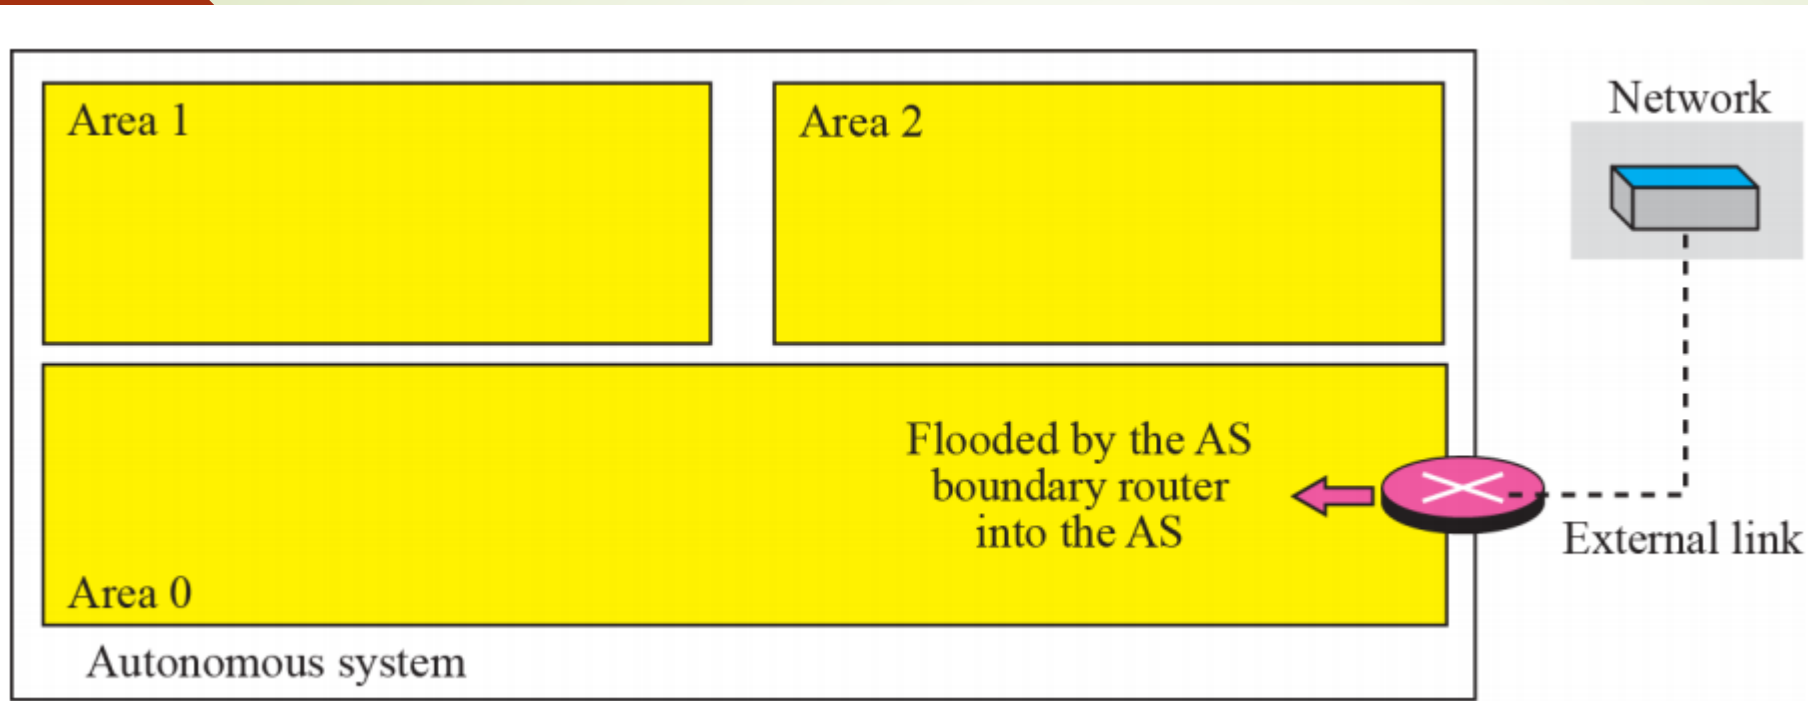 Area 1
Area 2
Network
Flooded by the AS
boundary router
into the AS
External link
Area 0
Autonomous system